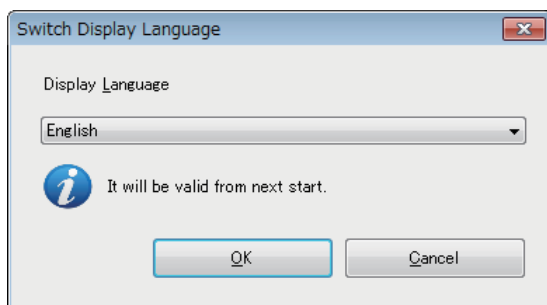 Switch Display Language
Display Language
English
It will be valid from next start.
OK
Cancel